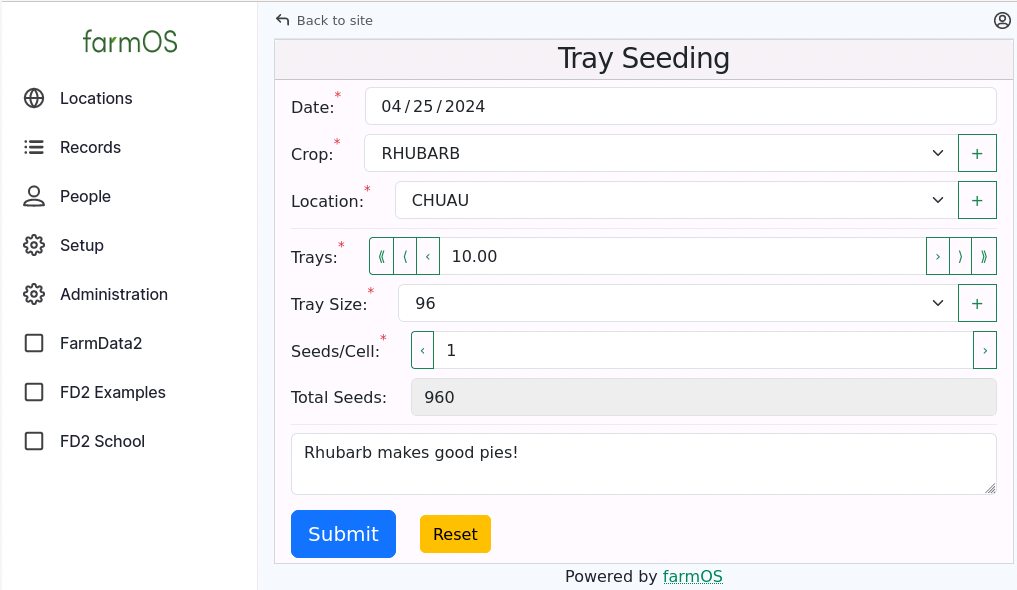 farmOS
Locations
Records
People
Setup
Administration
FarmData2
FD2 Examples
FD2 School
Back to site
Tray Seeding
Date:* 04/25/2024
Crop:* RHUBARB +
Location:* CHUAU +
Trays:* ⟪ ⟨ ‹ 10.00 › ⟩ ⟫
Tray Size:* 96 +
Seeds/Cell:* ‹ 1 ›
Total Seeds: 960
Rhubarb makes good pies!
Submit Reset
Powered by farmOS